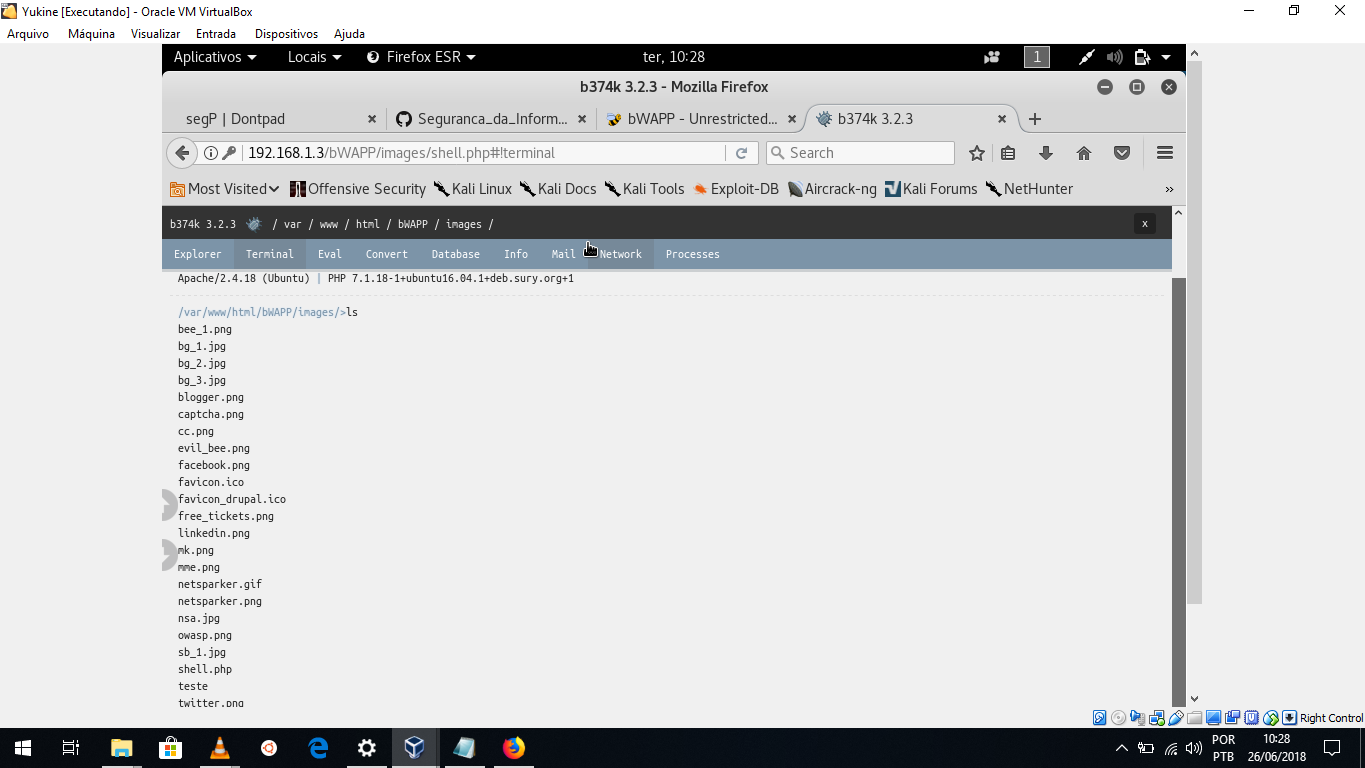 Yukine [Executando] - Oracle VM VirtualBox
Arquivo Máquina Visualizar Entrada Dispositivos Ajuda
Aplicativos Locais Firefox ESR ter, 10:28 1
b374k 3.2.3 - Mozilla Firefox
segP | Dontpad Seguranca_da_Inform... bWAPP - Unrestricted... b374k 3.2.3
192.168.1.3/bWAPP/images/shell.php#!terminal Search
Most Visited Offensive Security Kali Linux Kali Docs Kali Tools Exploit-DB Aircrack-ng Kali Forums NetHunter »
b374k 3.2.3 / var / www / html / bWAPP / images / x
Explorer Terminal Eval Convert Database Info Mail Network Processes
Apache/2.4.18 (Ubuntu) | PHP 7.1.18-1+ubuntu16.04.1+deb.sury.org+1
/var/www/html/bWAPP/images/>ls
bee_1.png
bg_1.jpg
bg_2.jpg
bg_3.jpg
blogger.png
captcha.png
cc.png
evil_bee.png
facebook.png
favicon.ico
favicon_drupal.ico
free_tickets.png
linkedin.png
mk.png
mme.png
netsparker.gif
netsparker.png
nsa.jpg
owasp.png
sb_1.jpg
shell.php
teste
twitter.png
Right Control
POR 10:28
PTB 26/06/2018